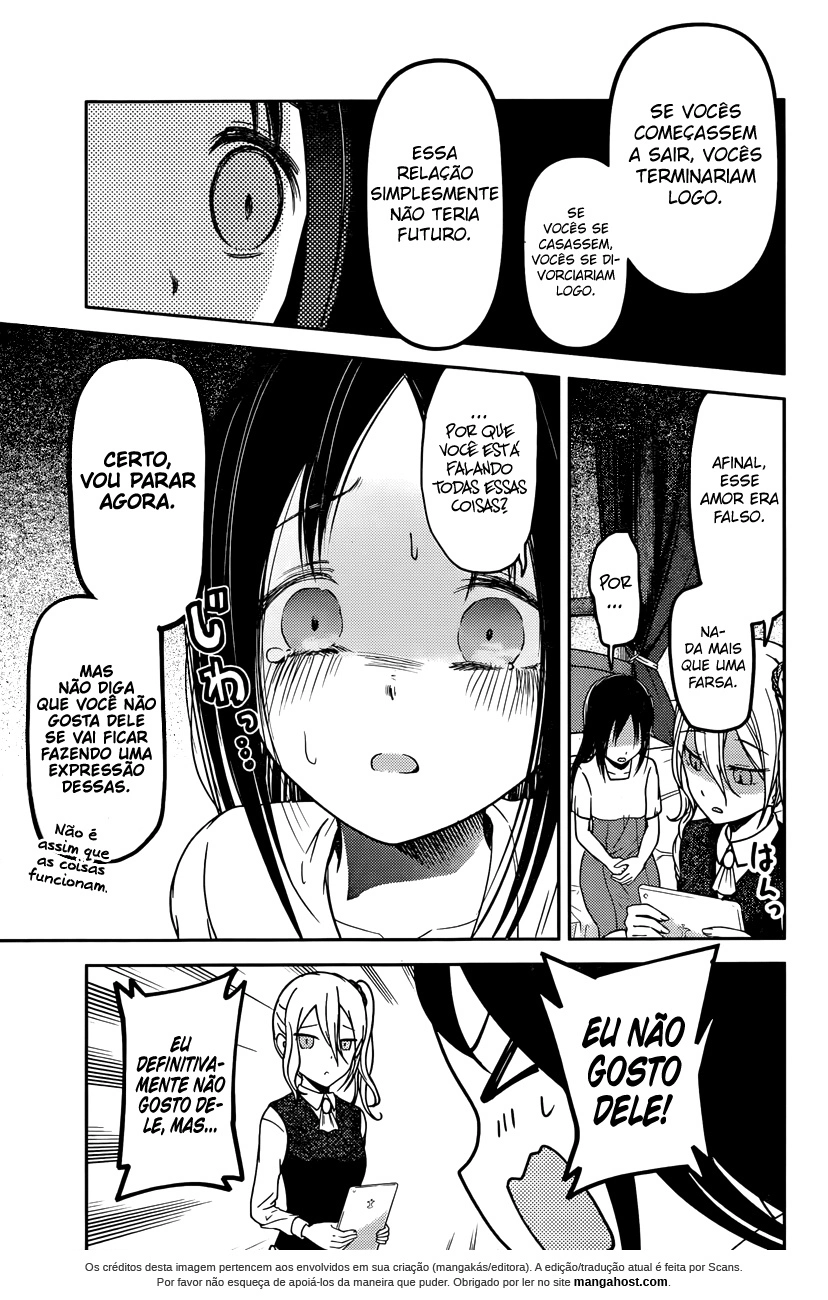 SE VOCÊS
COMEÇASSEM
A SAIR, VOCÊS
TERMINARIAM
LOGO.
SE
VOCÊS SE
CASASSEM,
VOCÊS SE DI-
VORCIARIAM
LOGO.
ESSA
RELAÇÃO
SIMPLESMENTE
NÃO TERIA
FUTURO.
AFINAL,
ESSE
AMOR ERA
FALSO.
NA-
DA MAIS
QUE UMA
FARSA.
POR
...
はんっ
...
POR QUE
VOCÊ ESTÁ
FALANDO
TODAS ESSAS
COISAS?
じわっ…
CERTO,
VOU PARAR
AGORA.
MAS
NÃO DIGA
QUE VOCÊ NÃO
GOSTA DELE
SE VAI FICAR
FAZENDO UMA
EXPRESSÃO
DESSAS.
Não é
assim que
as coisas
funcionam.
EU NÃO
GOSTO
DELE!
EU
DEFINITIVA-
MENTE NÃO
GOSTO DE-
LE, MAS...
Os créditos desta imagem pertencem aos envolvidos em sua criação (mangakás/editora). A edição/tradução atual é feita por Scans.
Por favor não esqueça de apoiá-los da maneira que puder. Obrigado por ler no site mangahost.com.